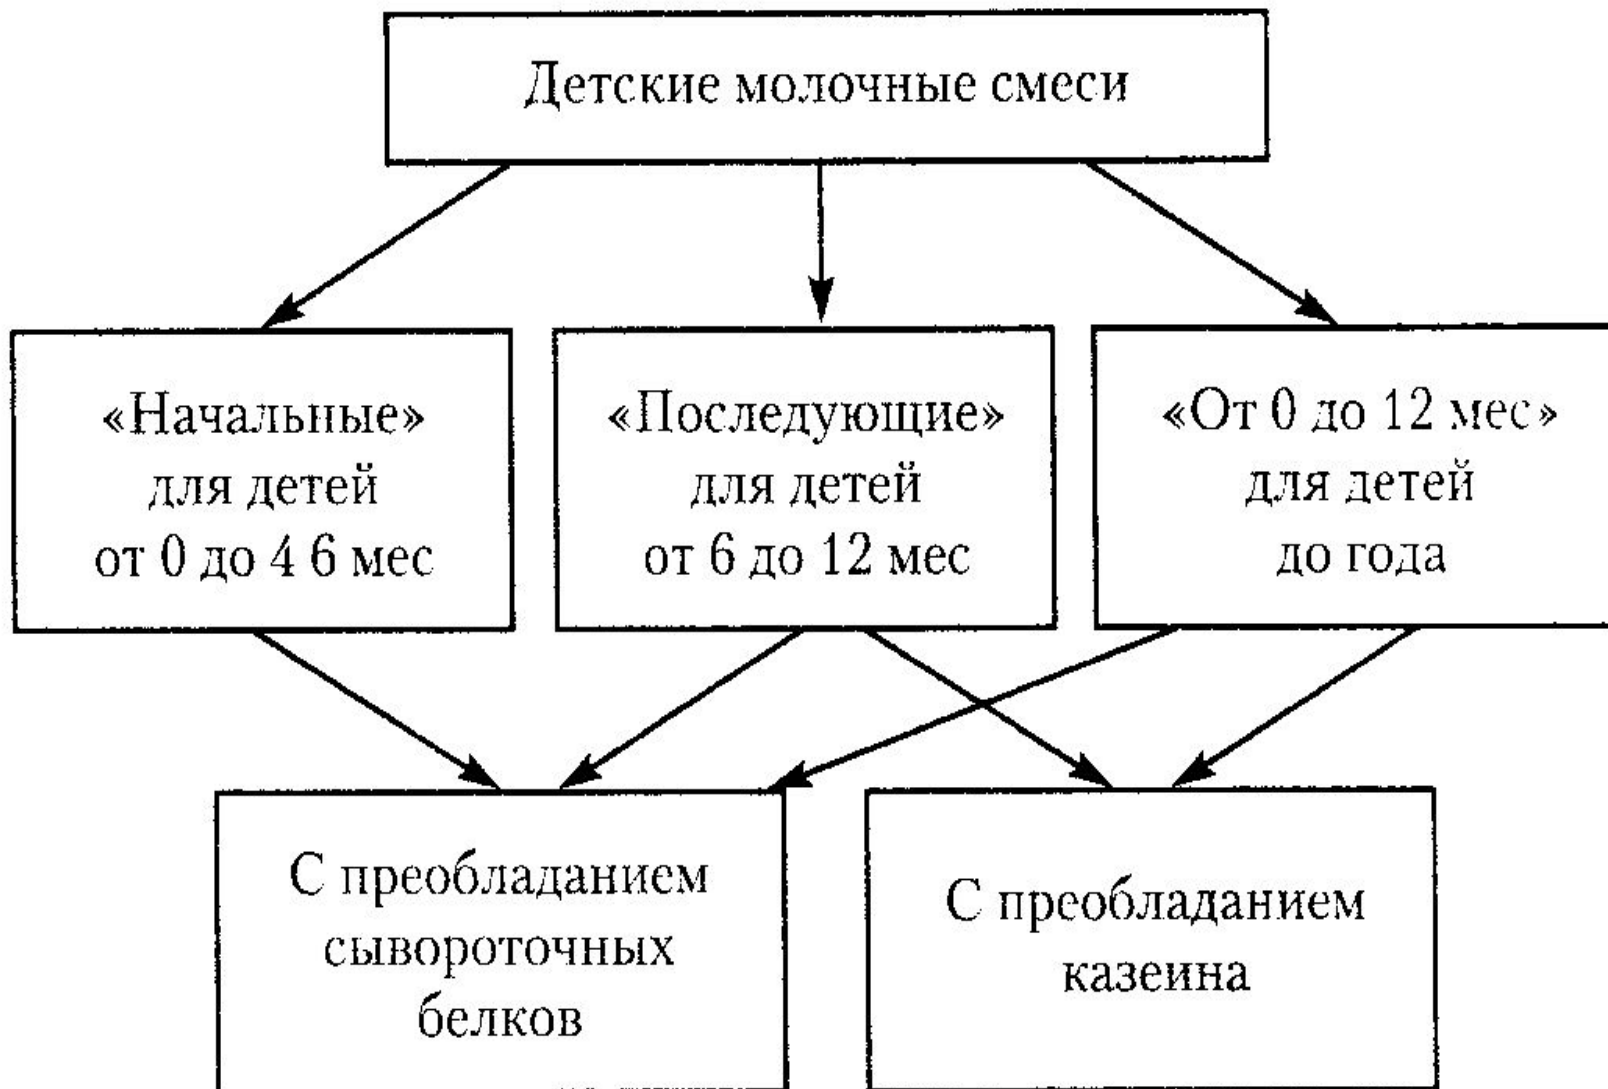 Детские молочные смеси
«Начальные»
для детей
от 0 до 4 6 мес
«Последующие»
для детей
от 6 до 12 мес
«От 0 до 12 мес»
для детей
до года
С преобладанием
сывороточных
белков
С преобладанием
казеина